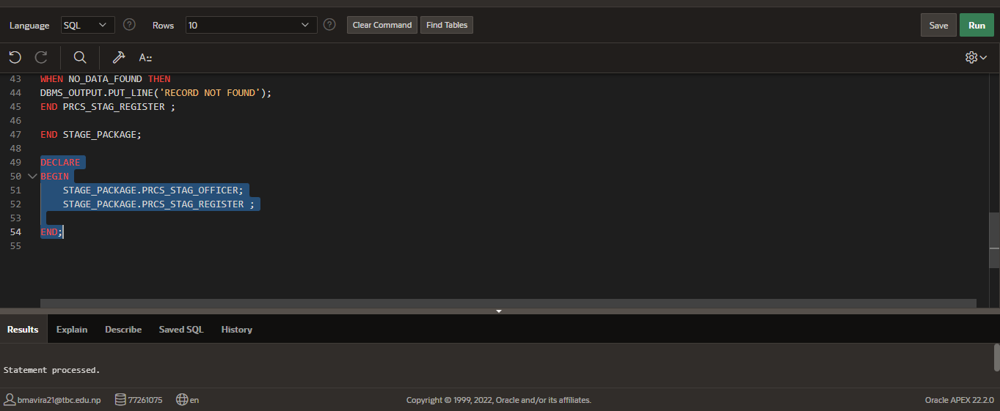 Language SQL Rows 10 Clear Command Find Tables Save Run
A::
43 WHEN NO_DATA_FOUND THEN
44 DBMS_OUTPUT.PUT_LINE('RECORD NOT FOUND');
45 END PRCS_STAG_REGISTER ;
46
47 END STAGE_PACKAGE;
48
49 DECLARE
50 BEGIN
51 STAGE_PACKAGE.PRCS_STAG_OFFICER;
52 STAGE_PACKAGE.PRCS_STAG_REGISTER ;
53
54 END;
55
Results Explain Describe Saved SQL History
Statement processed.
bmavira21@tbc.edu.np 77261075 en Copyright © 1999, 2022, Oracle and/or its affiliates. Oracle APEX 22.2.0